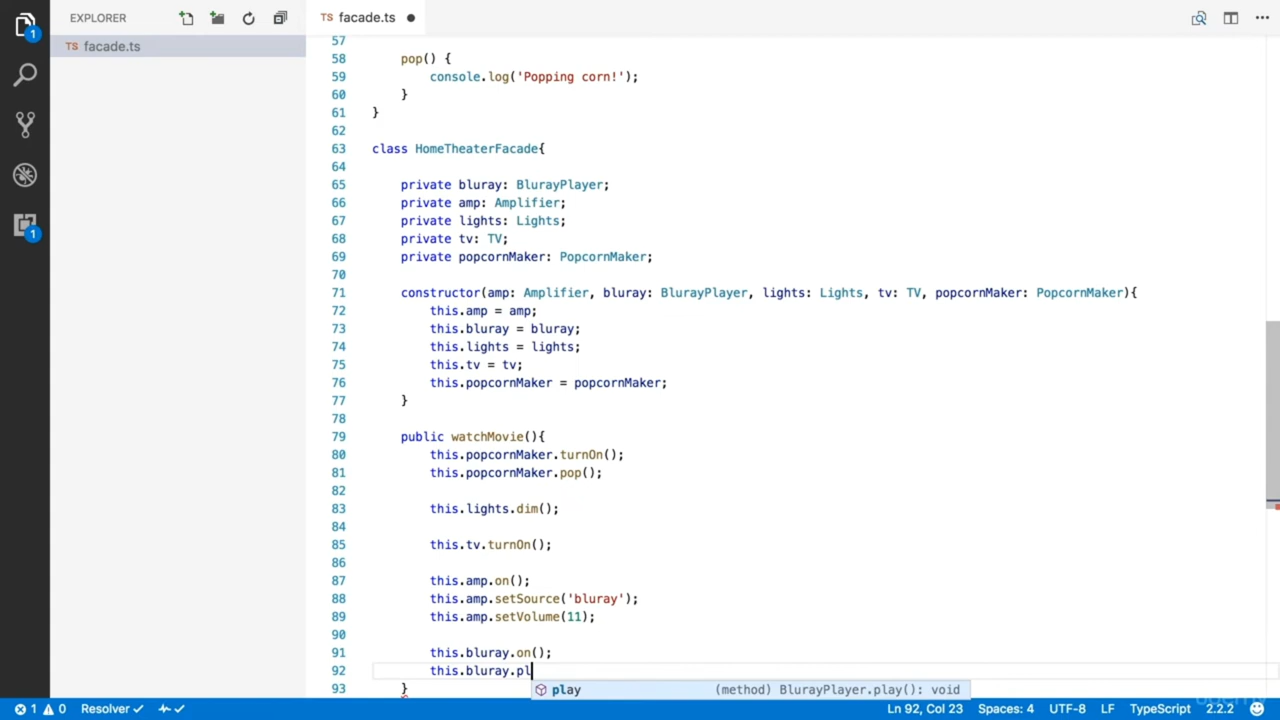 EXPLORER
TS facade.ts
TS facade.ts
1
1
57
58 pop() {
59 console.log('Popping corn!');
60 }
61 }
62
63 class HomeTheaterFacade{
64
65 private bluray: BlurayPlayer;
66 private amp: Amplifier;
67 private lights: Lights;
68 private tv: TV;
69 private popcornMaker: PopcornMaker;
70
71 constructor(amp: Amplifier, bluray: BlurayPlayer, lights: Lights, tv: TV, popcornMaker: PopcornMaker){
72 this.amp = amp;
73 this.bluray = bluray;
74 this.lights = lights;
75 this.tv = tv;
76 this.popcornMaker = popcornMaker;
77 }
78
79 public watchMovie(){
80 this.popcornMaker.turnOn();
81 this.popcornMaker.pop();
82
83 this.lights.dim();
84
85 this.tv.turnOn();
86
87 this.amp.on();
88 this.amp.setSource('bluray');
89 this.amp.setVolume(11);
90
91 this.bluray.on();
92 this.bluray.pl
play (method) BlurayPlayer.play(): void
93 }
1 0 Resolver Ln 92, Col 23 Spaces: 4 UTF-8 LF TypeScript 2.2.2